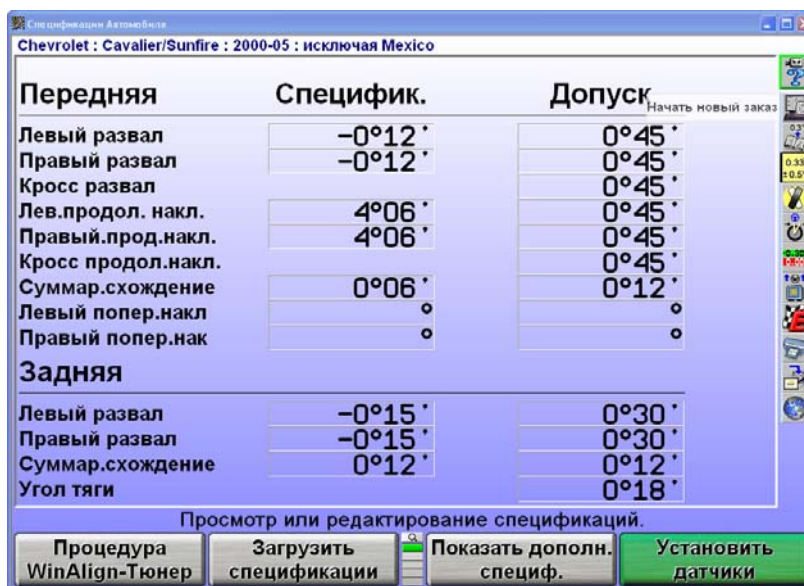 Спецификации Автомобиля
Chevrolet : Cavalier/Sunfire : 2000-05 : исключая Mexico
Передняя Специфик. Допуск
Начать новый заказ
Левый развал -0°12' 0°45'
Правый развал -0°12' 0°45'
Кросс развал 0°45'
Лев.продол. накл. 4°06' 0°45'
Правый.прод.накл. 4°06' 0°45'
Кросс продол.накл. 0°45'
Суммар.схождение 0°06' 0°12'
Левый попер.накл ° °
Правый попер.нак ° °
Задняя
Левый развал -0°15' 0°30'
Правый развал -0°15' 0°30'
Суммар.схождение 0°12' 0°12'
Угол тяги 0°18'
Просмотр или редактирование спецификаций.
Процедура WinAlign-Тюнер
Загрузить спецификации
Показать дополн. специф.
Установить датчики